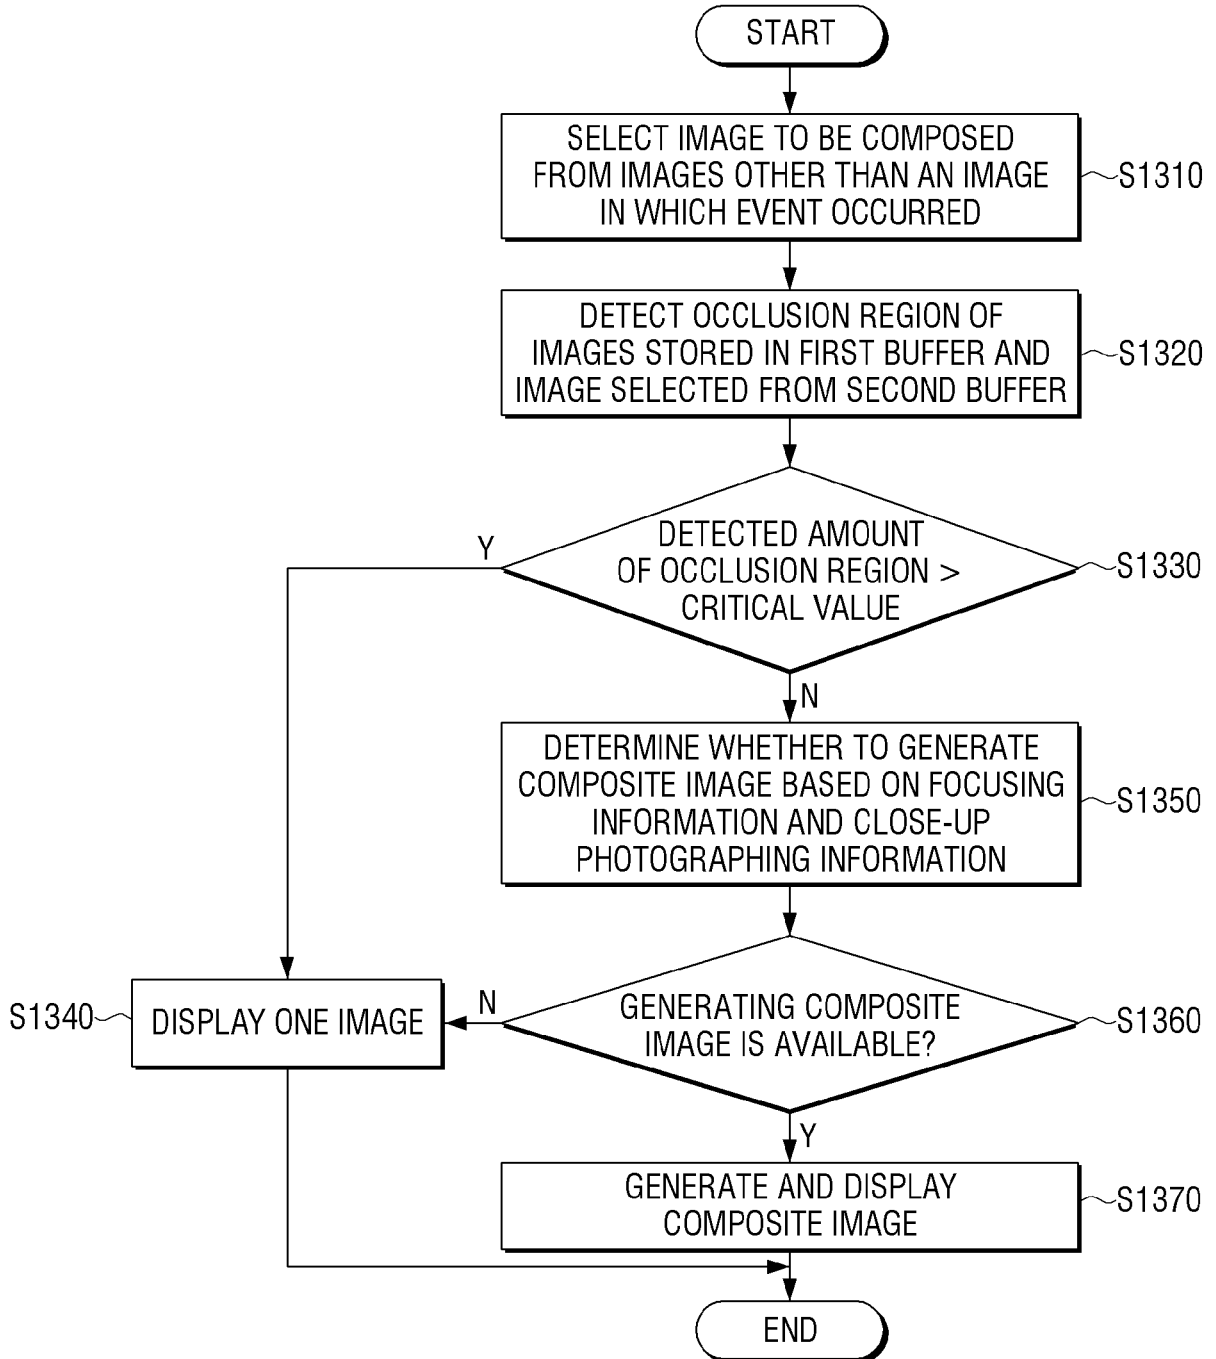 START
SELECT IMAGE TO BE COMPOSED
FROM IMAGES OTHER THAN AN IMAGE
IN WHICH EVENT OCCURRED
S1310
DETECT OCCLUSION REGION OF
IMAGES STORED IN FIRST BUFFER AND
IMAGE SELECTED FROM SECOND BUFFER
S1320
DETECTED AMOUNT
OF OCCLUSION REGION >
CRITICAL VALUE
S1330
Y
N
DETERMINE WHETHER TO GENERATE
COMPOSITE IMAGE BASED ON FOCUSING
INFORMATION AND CLOSE-UP
PHOTOGRAPHING INFORMATION
S1350
S1340
DISPLAY ONE IMAGE
N
GENERATING COMPOSITE
IMAGE IS AVAILABLE?
S1360
Y
GENERATE AND DISPLAY
COMPOSITE IMAGE
S1370
END